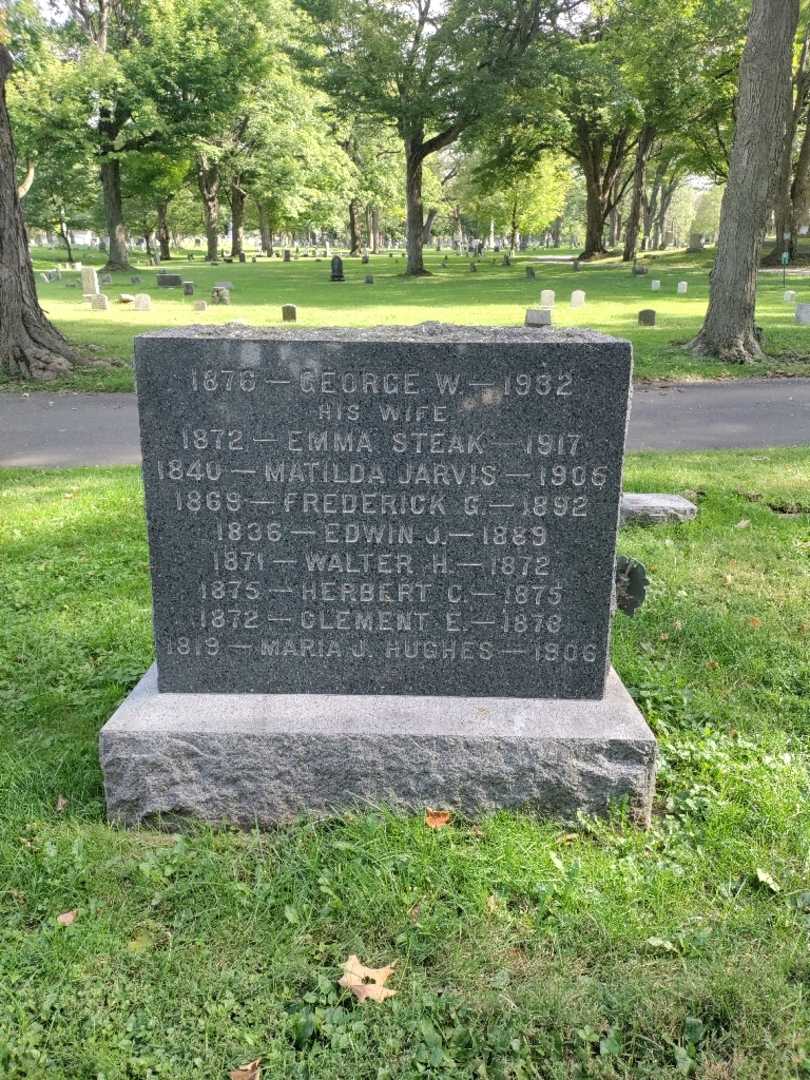 1876 — GEORGE W. — 1932
HIS WIFE
1872 — EMMA STEAK — 1917
1840 — MATILDA JARVIS — 1906
1869 — FREDERICK G. — 1892
1836 — EDWIN J. — 1889
1871 — WALTER H. — 1872
1875 — HERBERT C. — 1875
1872 — CLEMENT E. — 1876
1819 — MARIA J. HUGHES — 1906